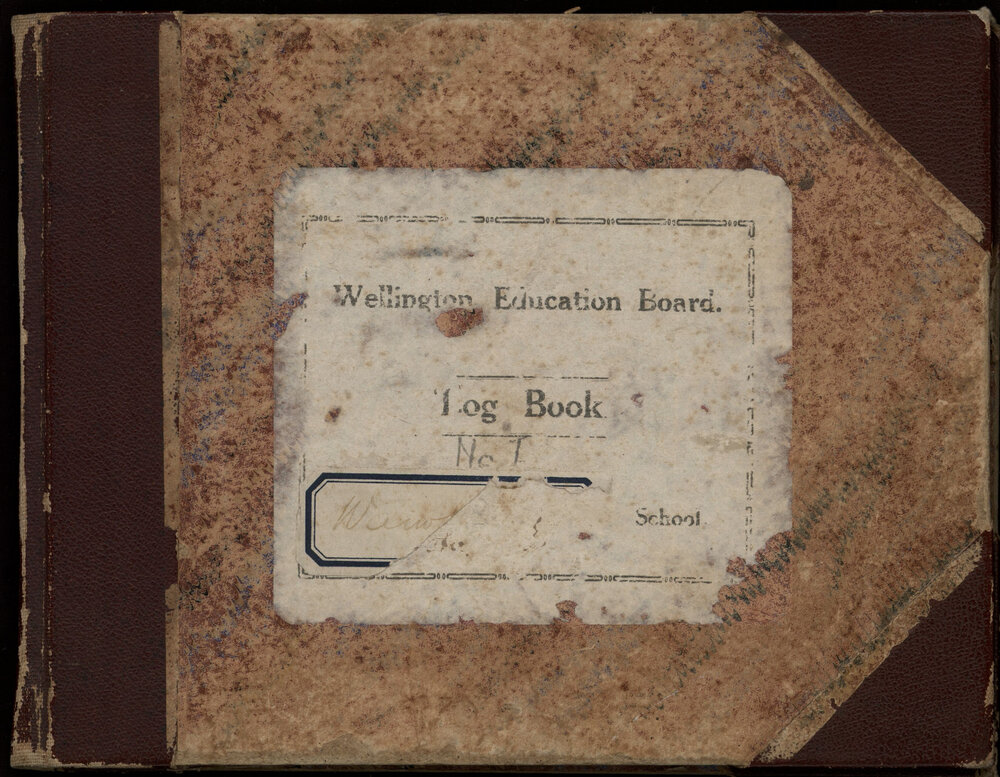 Wellington Education Board.
Log Book
No 1
School